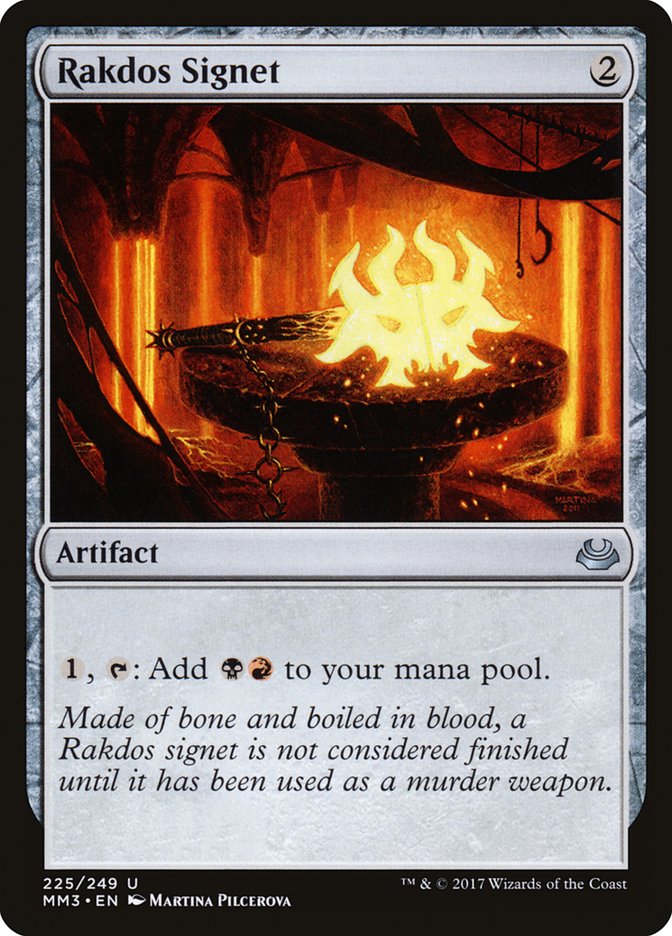 Rakdos Signet 2
MARTINA
2011
Artifact
1, : Add to your mana pool.
Made of bone and boiled in blood, a
Rakdos signet is not considered finished
until it has been used as a murder weapon.
225/249 U
MM3 • EN Martina Pilcerova
™ & © 2017 Wizards of the Coast